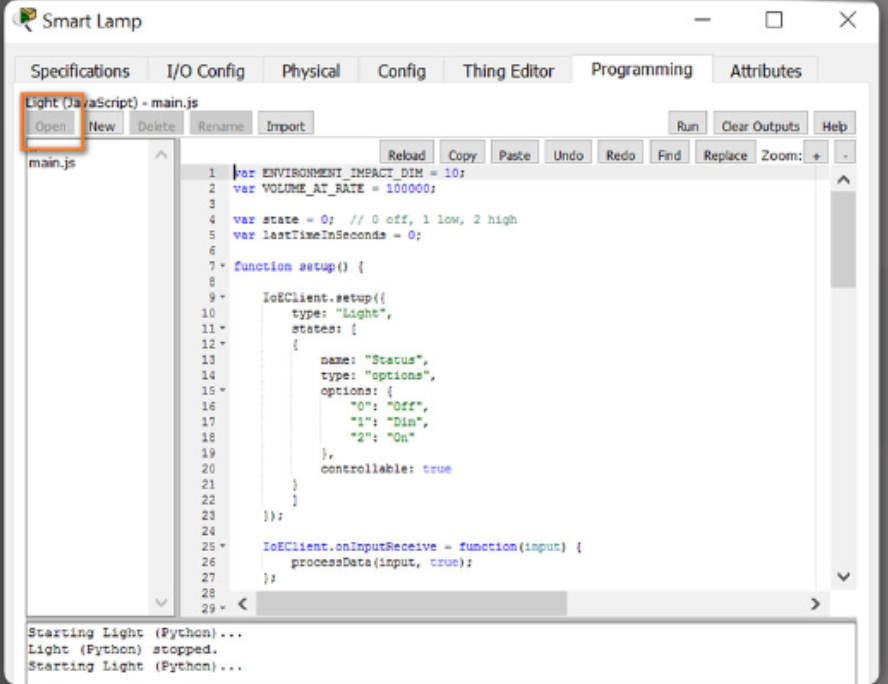 Smart Lamp
Specifications I/O Config Physical Config Thing Editor Programming Attributes
Light (JavaScript) - main.js
Open New Delete Rename Import Run Clear Outputs Help
main.js
Reload Copy Paste Undo Redo Find Replace Zoom: + -
1 var ENVIRONMENT_IMPACT_DIM = 10;
2 var VOLUME_AT_RATE = 100000;
3
4 var state = 0; // 0 off, 1 low, 2 high
5 var lastTimeInSeconds = 0;
6
7 function setup() {
8
9 IoEClient.setup({
10 type: "Light",
11 states: [
12 {
13 name: "Status",
14 type: "options",
15 options: {
16 "0": "Off",
17 "1": "Dim",
18 "2": "On"
19 },
20 controllable: true
21 }
22 ]
23 });
24
25 IoEClient.onInputReceive = function(input) {
26 processData(input, true);
27 };
28
29
Starting Light (Python)...
Light (Python) stopped.
Starting Light (Python)...